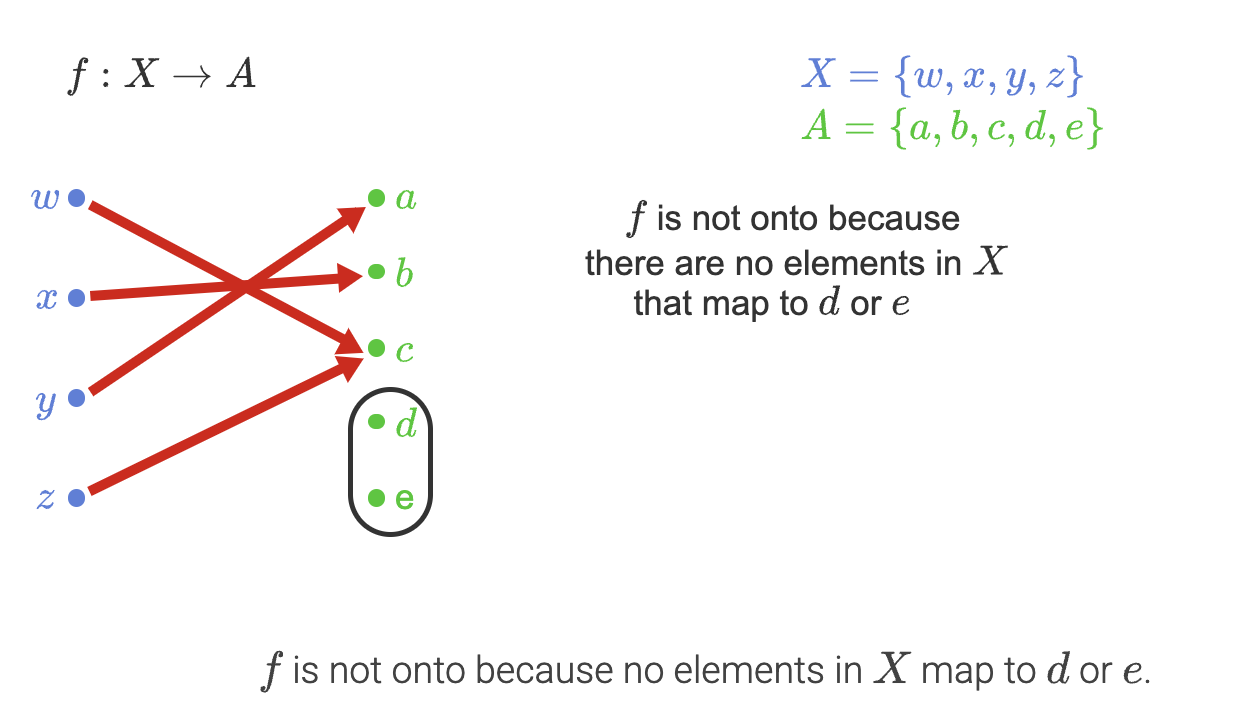 f : X → A
X = {w, x, y, z}
A = {a, b, c, d, e}
w
a
x
b
y
c
z
d
e
f is not onto because
there are no elements in X
that map to d or e
f is not onto because no elements in X map to d or e.